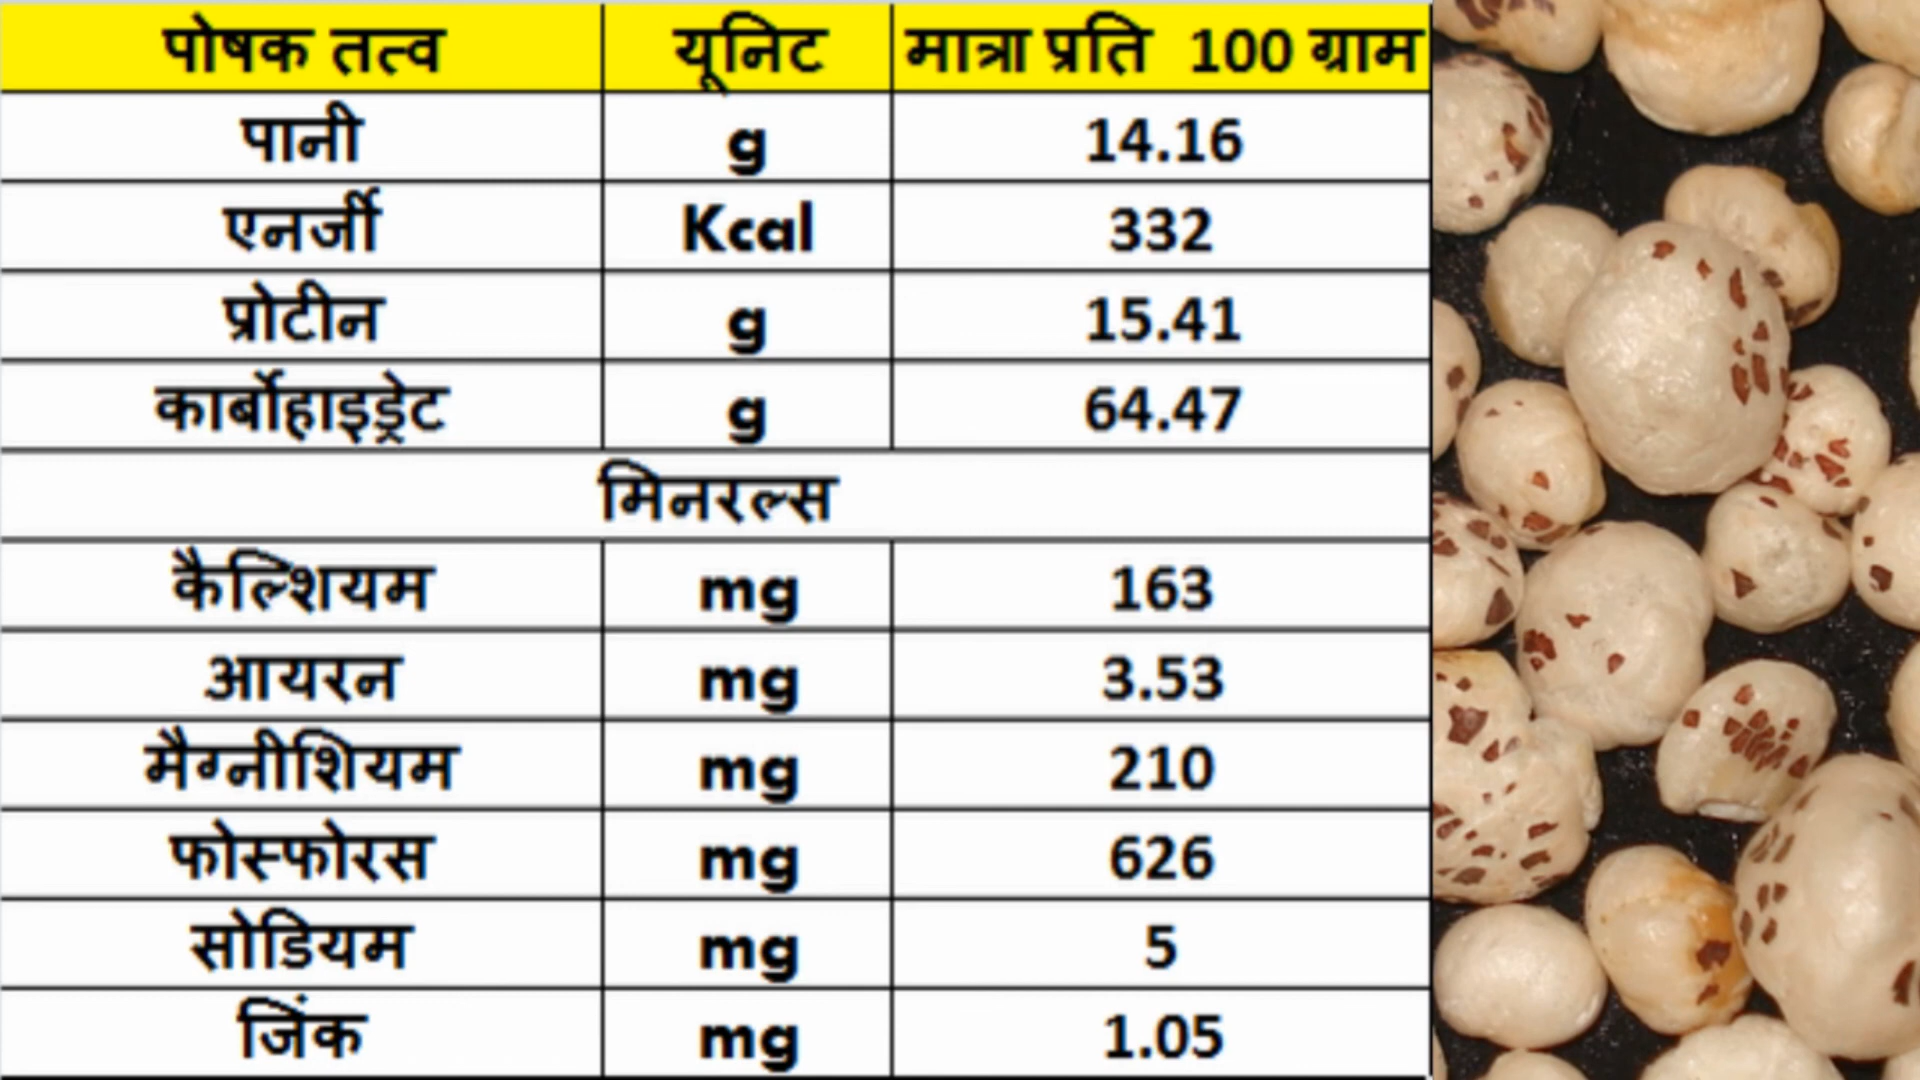 पोषक तत्व यूनिट मात्रा प्रति 100 ग्राम
पानी g 14.16
एनर्जी Kcal 332
प्रोटीन g 15.41
कार्बोहाइड्रेट g 64.47
मिनरल्स
कैल्शियम mg 163
आयरन mg 3.53
मैग्नीशियम mg 210
फोस्फोरस mg 626
सोडियम mg 5
जिंक mg 1.05